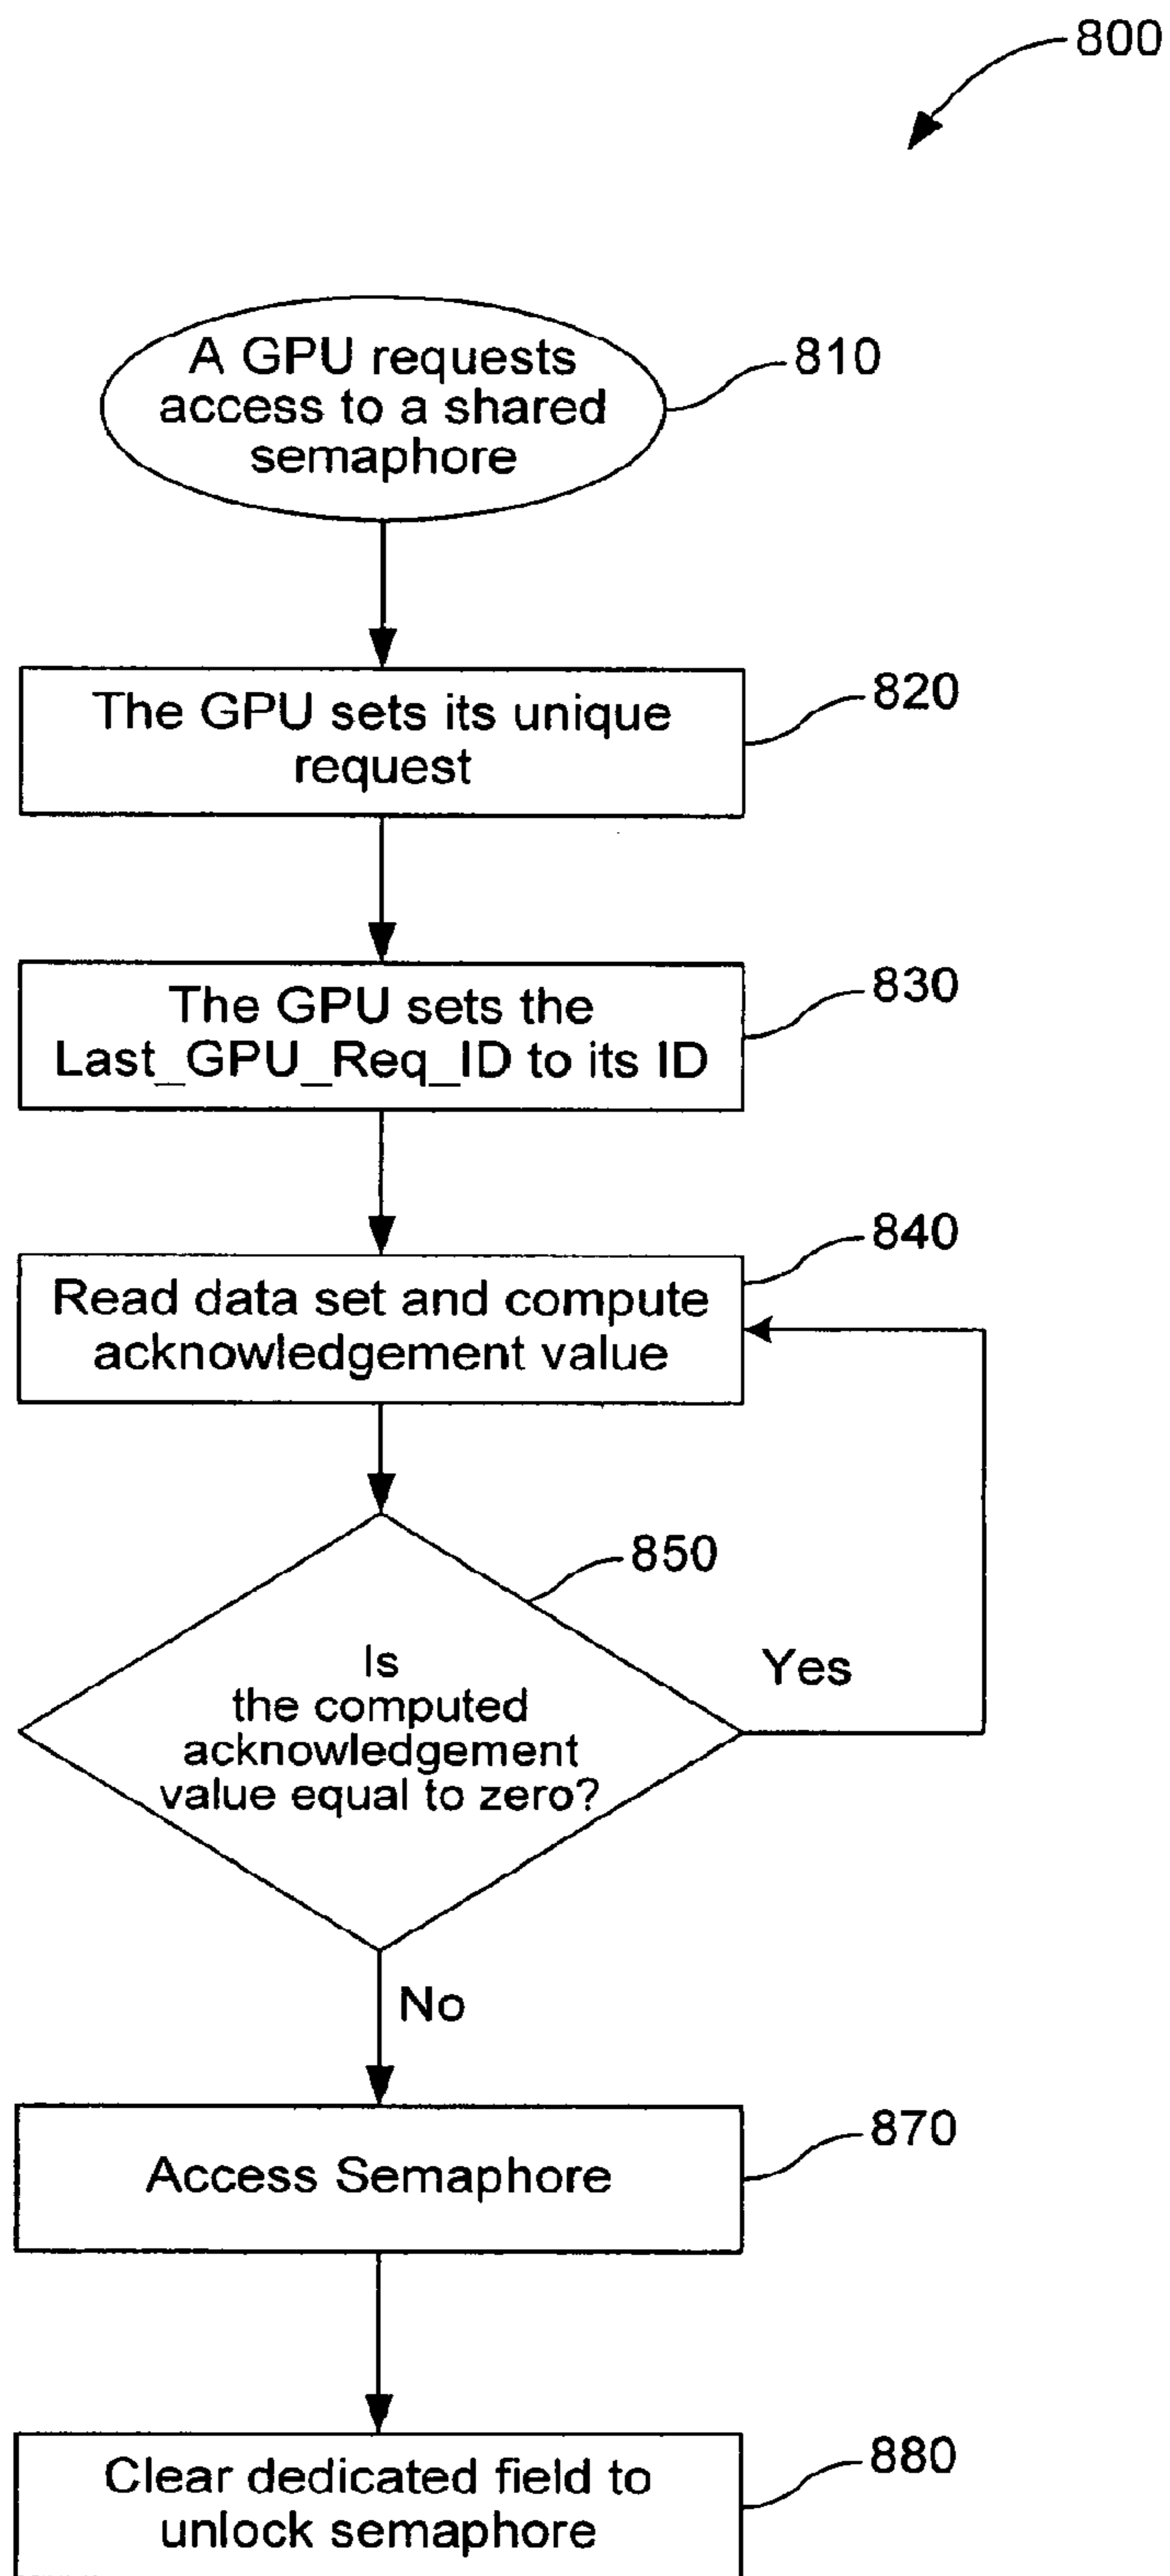 800
A GPU requests
access to a shared
semaphore
810
The GPU sets its unique
request
820
The GPU sets the
Last_GPU_Req_ID to its ID
830
Read data set and compute
acknowledgement value
840
Is
the computed
acknowledgement
value equal to zero?
850
Yes
No
Access Semaphore
870
Clear dedicated field to
unlock semaphore
880